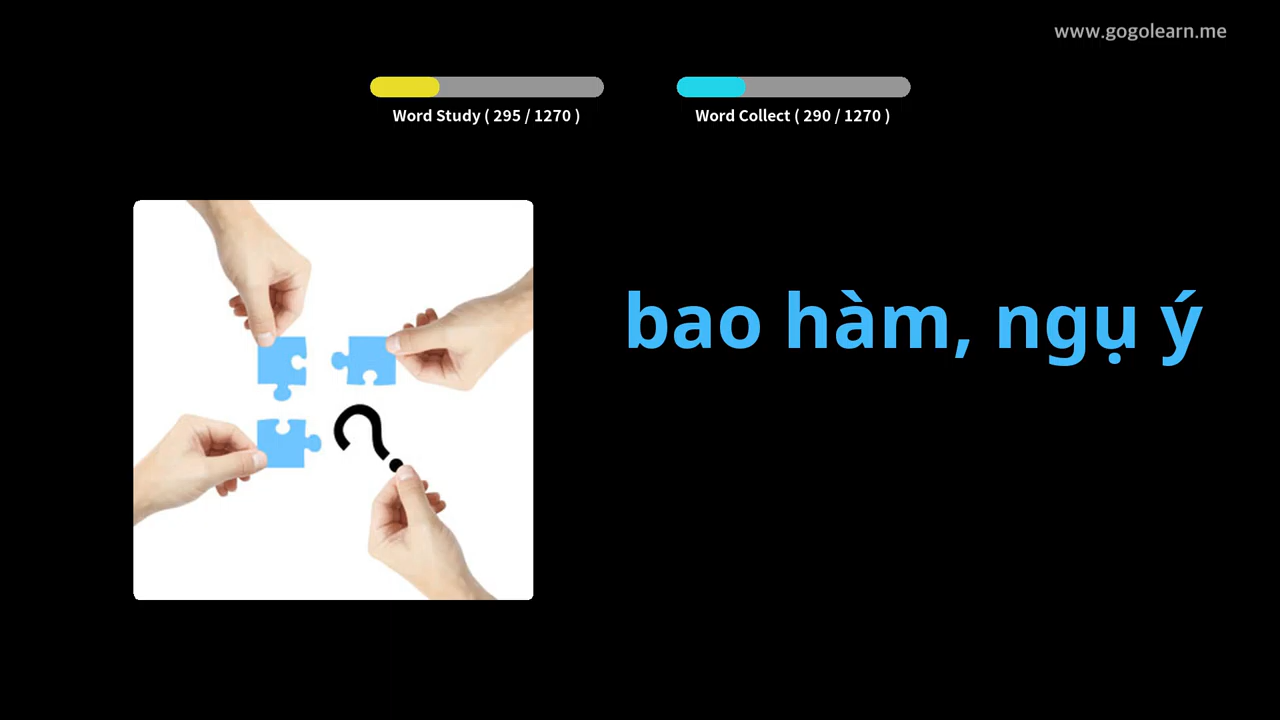 www.gogolearn.me
Word Study ( 295 / 1270 )
Word Collect ( 290 / 1270 )
bao hàm, ngụ ý
?